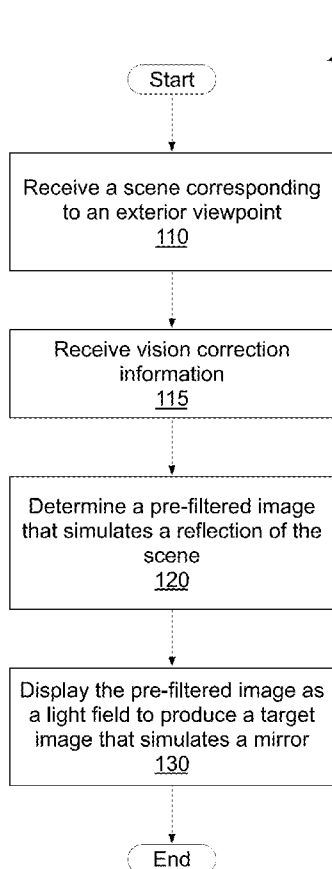 Start
Receive a scene corresponding
to an exterior viewpoint
110
Receive vision correction
information
115
Determine a pre-filtered image
that simulates a reflection of the
scene
120
Display the pre-filtered image as
a light field to produce a target
image that simulates a mirror
130
End